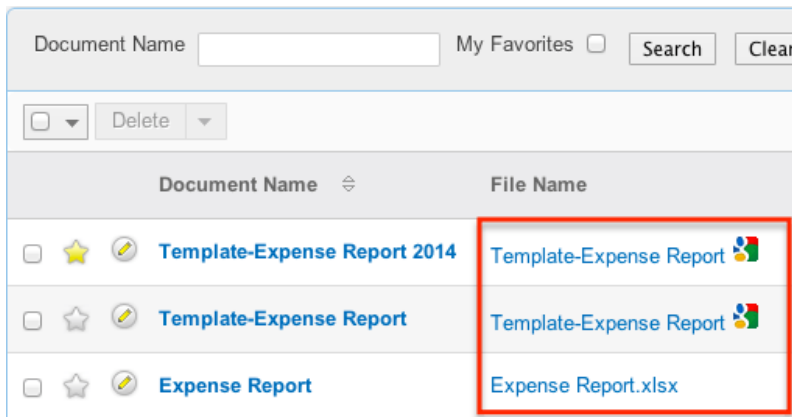 Document Name My Favorites Search Clear
Delete
Document Name File Name
Template-Expense Report 2014 Template-Expense Report
Template-Expense Report Template-Expense Report
Expense Report Expense Report.xlsx